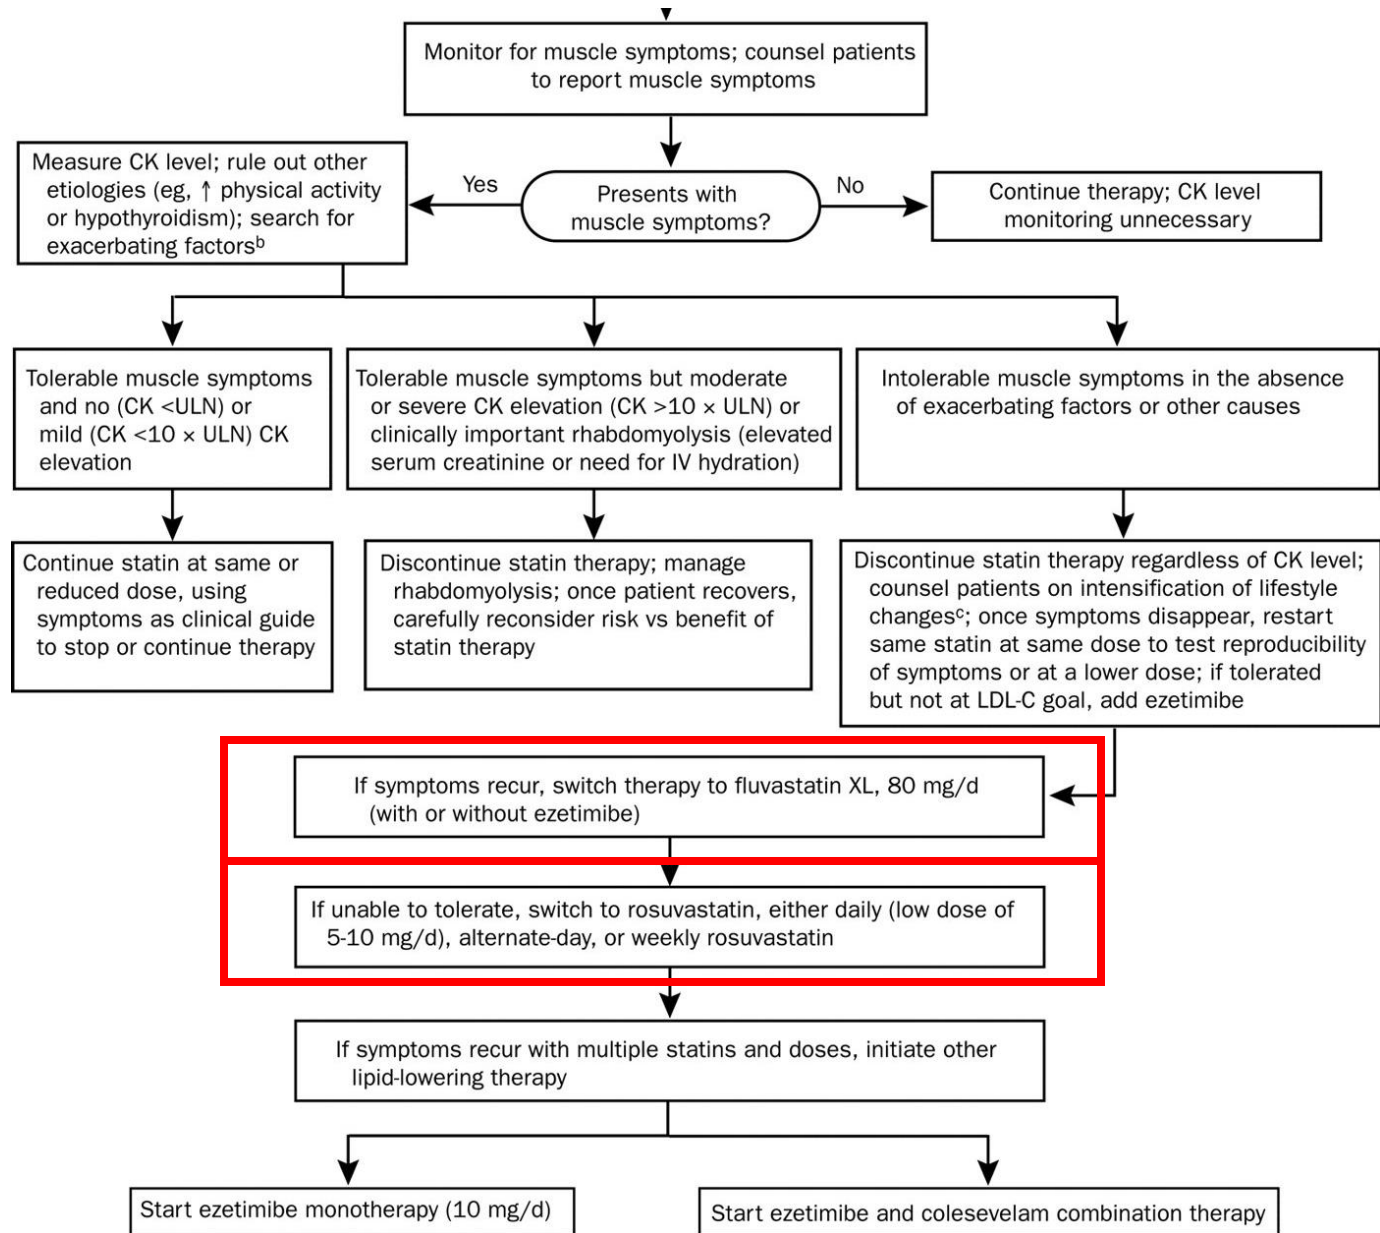 Monitor for muscle symptoms; counsel patients
to report muscle symptoms
Measure CK level; rule out other
etiologies (eg, ↑ physical activity
or hypothyroidism); search for
exacerbating factorsᵇ
Yes
Presents with
muscle symptoms?
No
Continue therapy; CK level
monitoring unnecessary
Tolerable muscle symptoms
and no (CK <ULN) or
mild (CK <10 × ULN) CK
elevation
Tolerable muscle symptoms but moderate
or severe CK elevation (CK >10 × ULN) or
clinically important rhabdomyolysis (elevated
serum creatinine or need for IV hydration)
Intolerable muscle symptoms in the absence
of exacerbating factors or other causes
Continue statin at same or
reduced dose, using
symptoms as clinical guide
to stop or continue therapy
Discontinue statin therapy; manage
rhabdomyolysis; once patient recovers,
carefully reconsider risk vs benefit of
statin therapy
Discontinue statin therapy regardless of CK level;
counsel patients on intensification of lifestyle
changesᶜ; once symptoms disappear, restart
same statin at same dose to test reproducibility
of symptoms or at a lower dose; if tolerated
but not at LDL-C goal, add ezetimibe
If symptoms recur, switch therapy to fluvastatin XL, 80 mg/d
(with or without ezetimibe)
If unable to tolerate, switch to rosuvastatin, either daily (low dose of
5-10 mg/d), alternate-day, or weekly rosuvastatin
If symptoms recur with multiple statins and doses, initiate other
lipid-lowering therapy
Start ezetimibe monotherapy (10 mg/d)
Start ezetimibe and colesevelam combination therapy